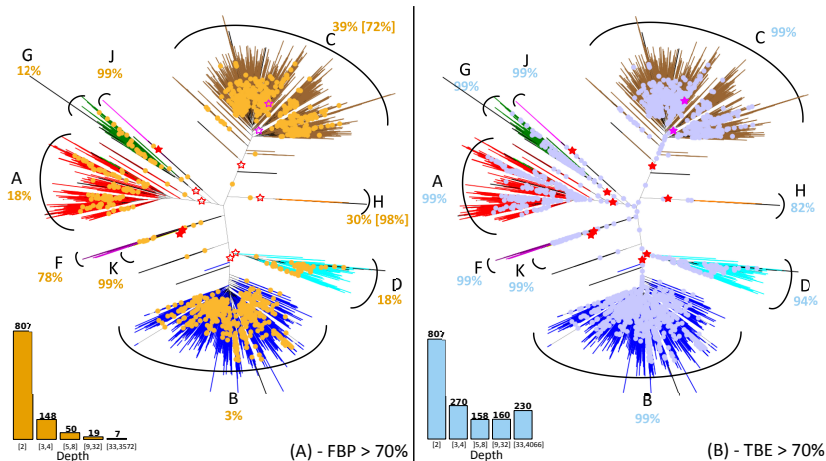 39% [72%]
C
G
12%
J
99%
A
18%
H
30% [98%]
F
78%
K
99%
D
18%
B
3%
807
148
50
19
7
[2]
[3,4]
[5,8]
[9,32]
[33,3572]
Depth
(A) - FBP > 70%
C
99%
G
99%
J
99%
A
99%
H
82%
F
99%
K
99%
D
94%
B
99%
807
270
158
160
230
[2]
[3,4]
[5,8]
[9,32]
[33,4066]
Depth
(B) - TBE > 70%